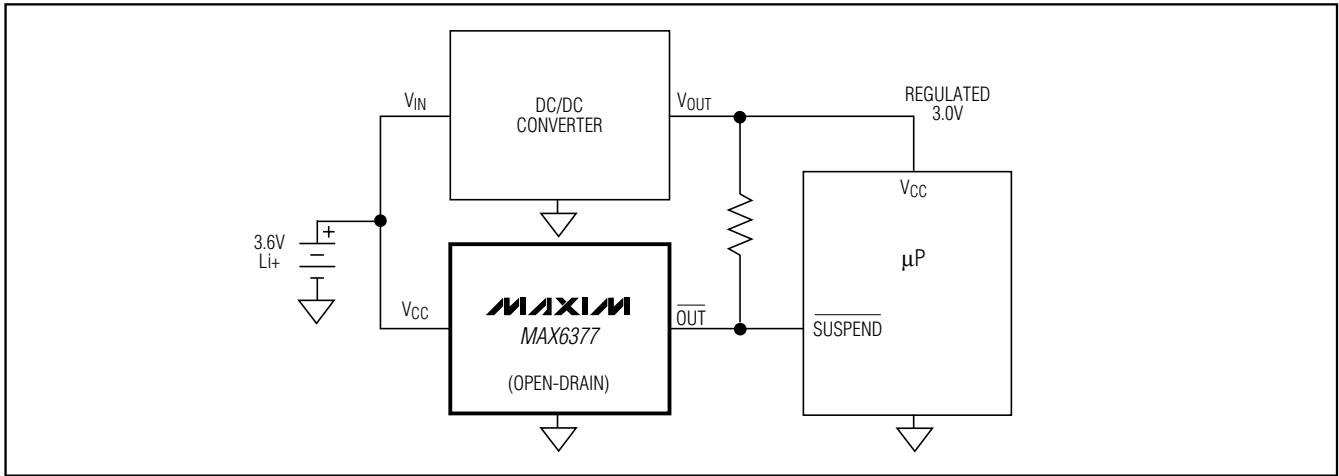 VIN
DC/DC
CONVERTER
VOUT
REGULATED
3.0V
VCC
µP
3.6V
Li+
+
VCC
MAXIM
MAX6377
(OPEN-DRAIN)
OUT
SUSPEND